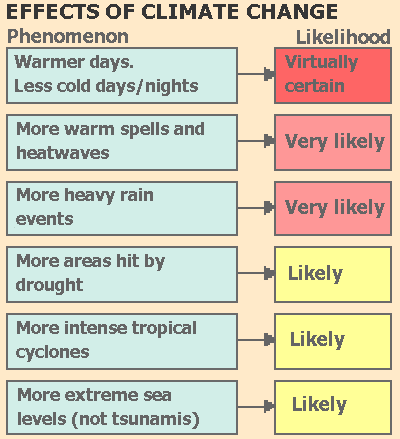 EFFECTS OF CLIMATE CHANGE
Phenomenon
Likelihood
Warmer days.
Less cold days/nights
Virtually
certain
More warm spells and
heatwaves
Very likely
More heavy rain
events
Very likely
More areas hit by
drought
Likely
More intense tropical
cyclones
Likely
More extreme sea
levels (not tsunamis)
Likely